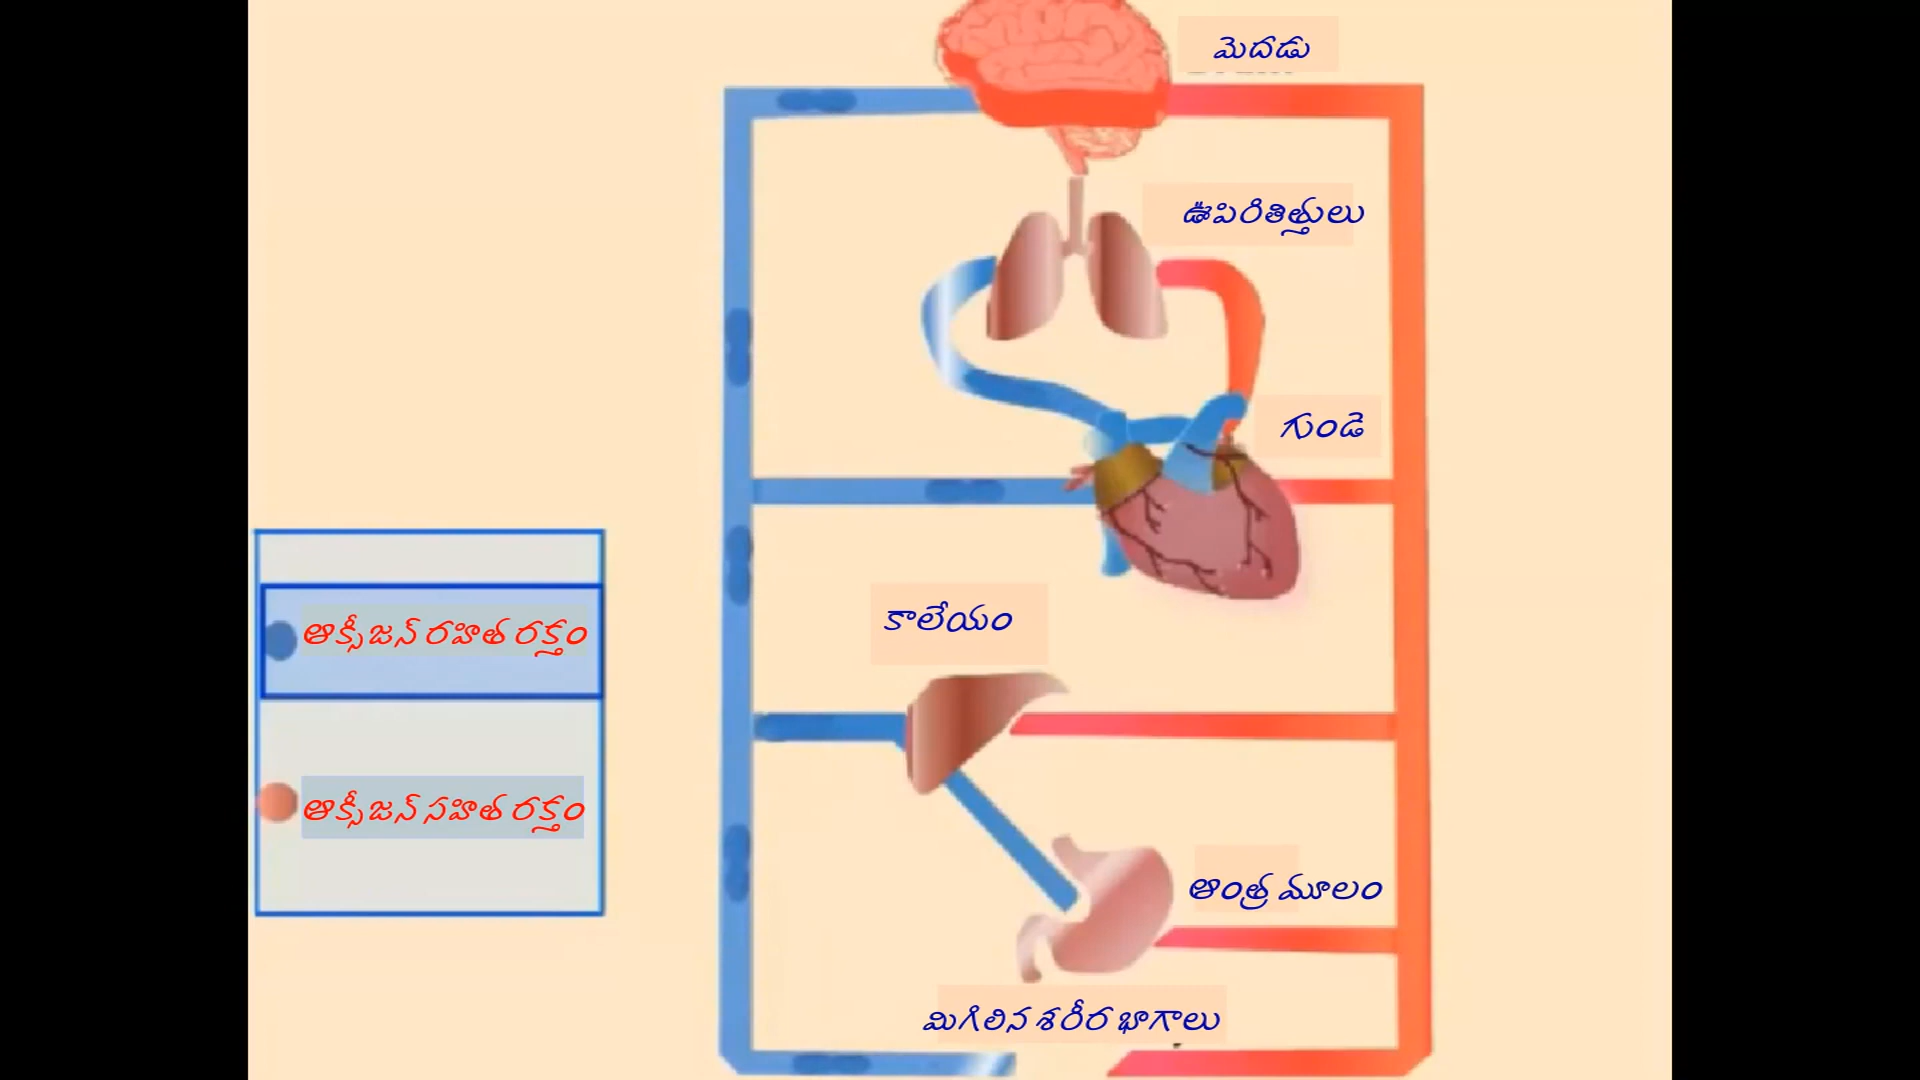 మెదడు
ఊపిరితిత్తులు
గుండె
కాలేయం
ఆక్సీజన్ రహిత రక్తం
ఆక్సీజన్ సహిత రక్తం
ఆంత్ర మూలం
మిగిలిన శరీర భాగాలు